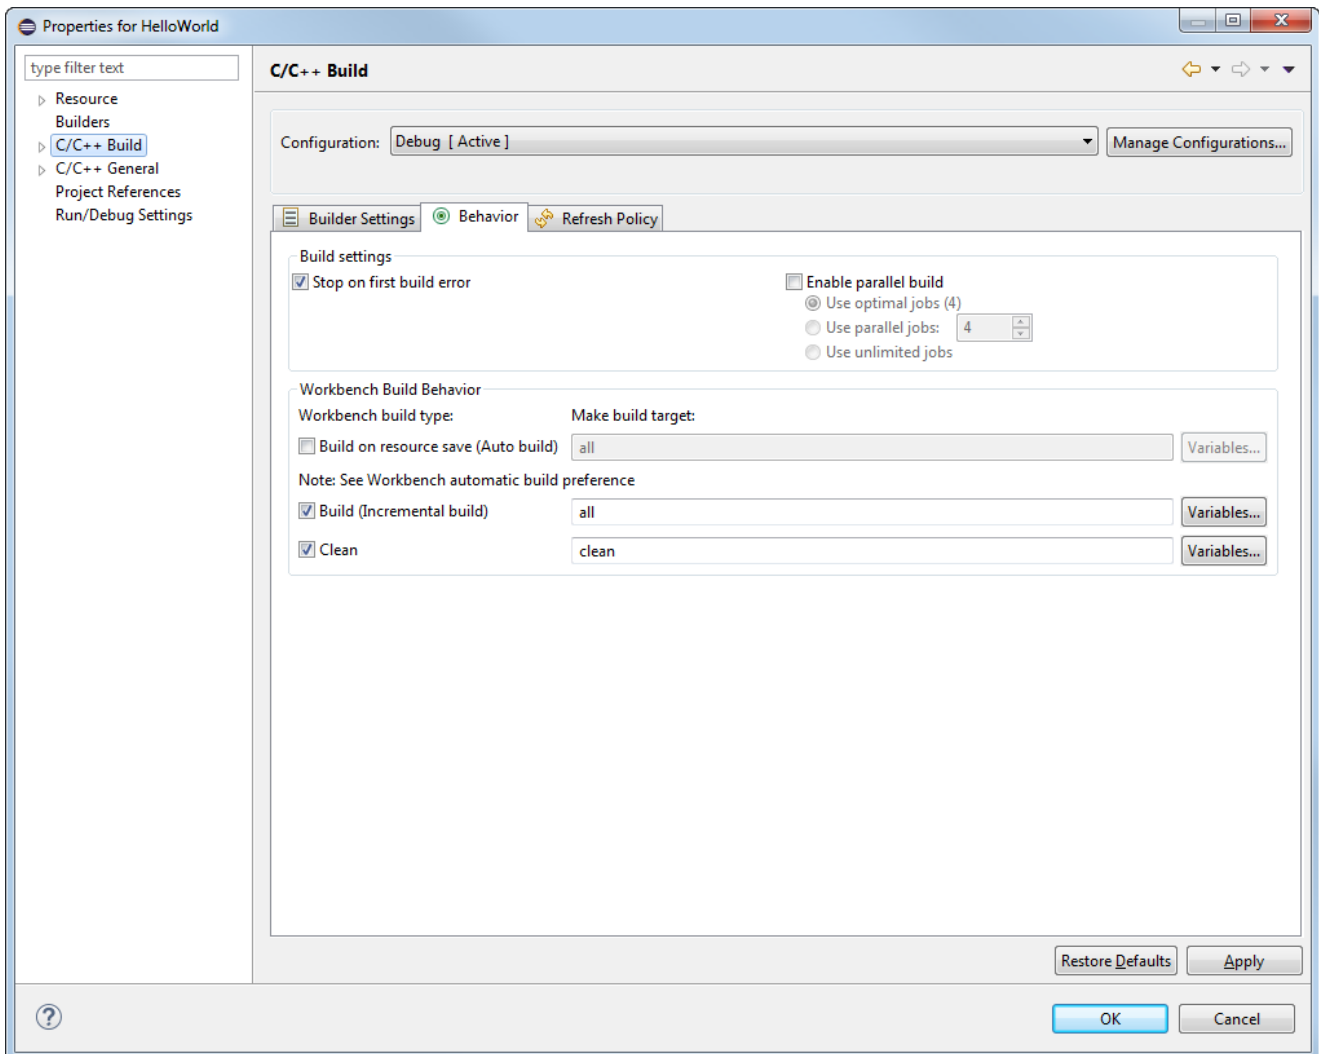 Properties for HelloWorld
type filter text
Resource
Builders
C/C++ Build
C/C++ General
Project References
Run/Debug Settings
C/C++ Build
Configuration: Debug [ Active ] Manage Configurations...
Builder Settings Behavior Refresh Policy
Build settings
Stop on first build error Enable parallel build
Use optimal jobs (4)
Use parallel jobs: 4
Use unlimited jobs
Workbench Build Behavior
Workbench build type: Make build target:
Build on resource save (Auto build) all Variables...
Note: See Workbench automatic build preference
Build (Incremental build) all Variables...
Clean clean Variables...
Restore Defaults Apply
? OK Cancel